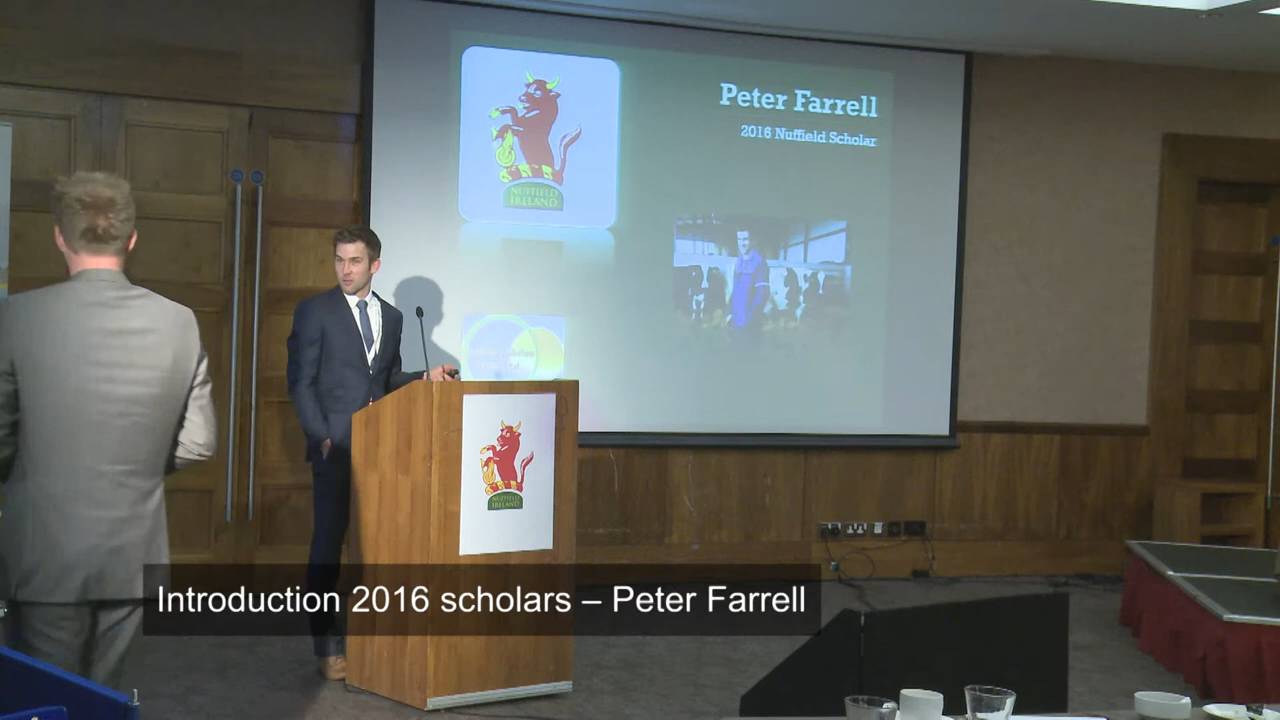 Peter Farrell
2016 Nuffield Scholar
NUFFIELD
IRELAND
NUFFIELD
IRELAND
Introduction 2016 scholars – Peter Farrell